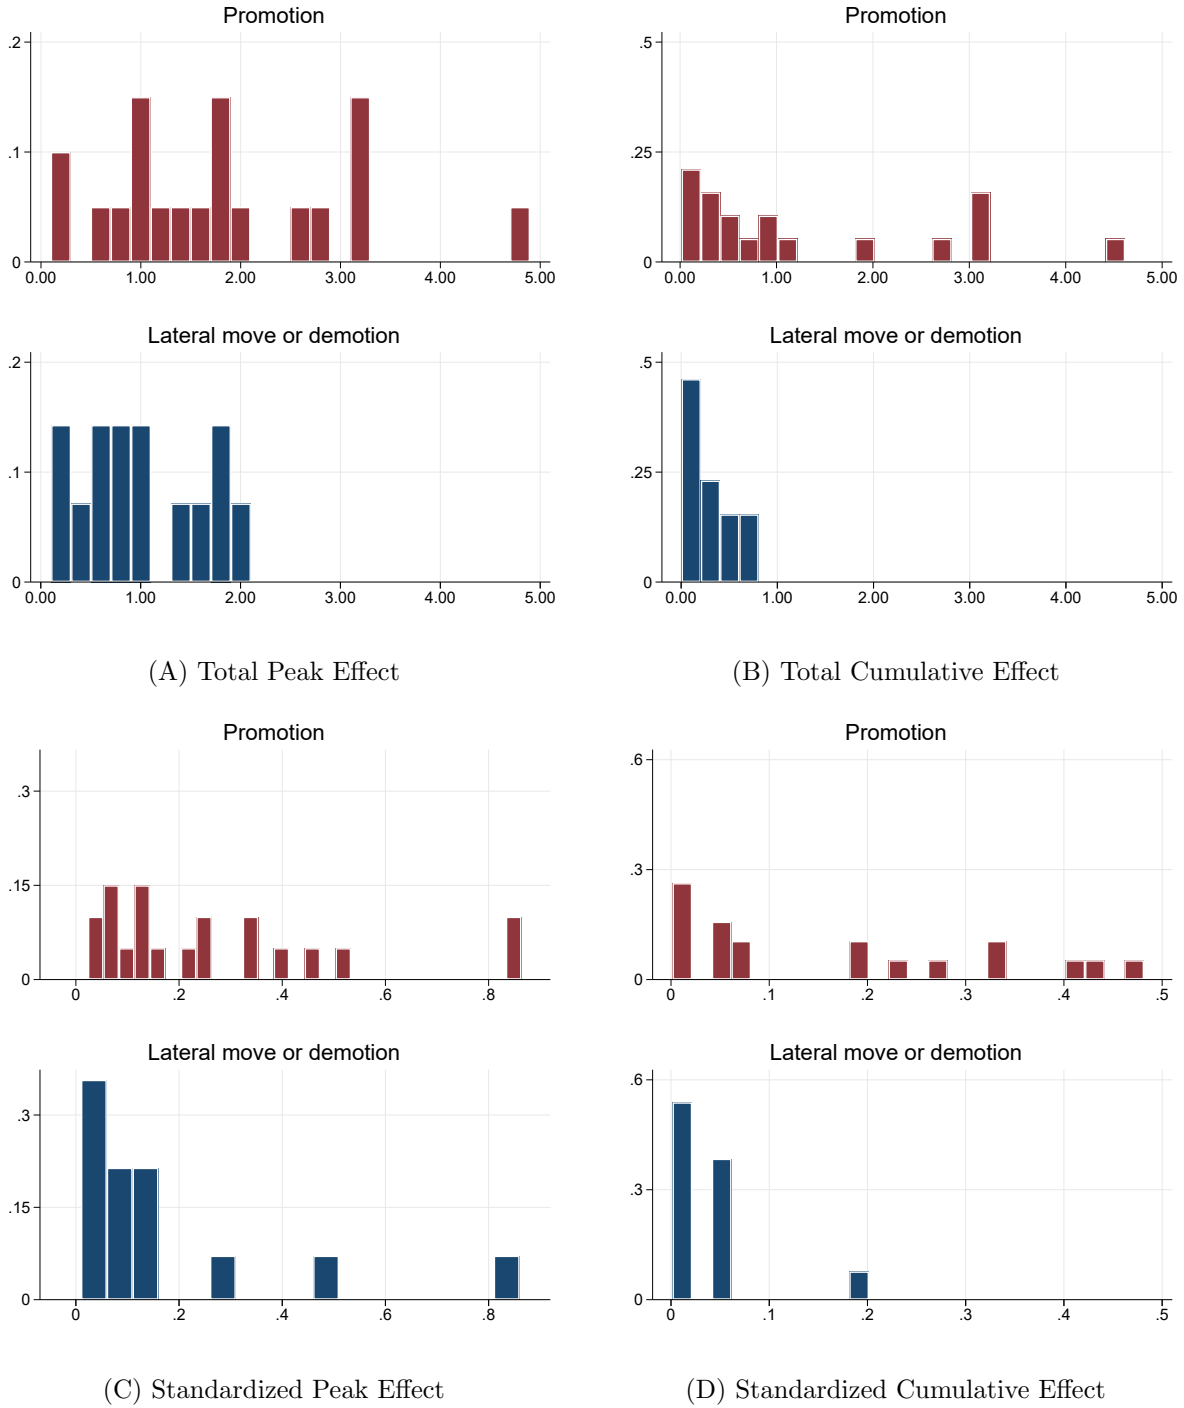 Promotion
.2
.1
0
0.00 1.00 2.00 3.00 4.00 5.00
Lateral move or demotion
.2
.1
0
0.00 1.00 2.00 3.00 4.00 5.00
(A) Total Peak Effect
Promotion
.5
.25
0
0.00 1.00 2.00 3.00 4.00 5.00
Lateral move or demotion
.5
.25
0
0.00 1.00 2.00 3.00 4.00 5.00
(B) Total Cumulative Effect
Promotion
.3
.15
0
0 .2 .4 .6 .8
Lateral move or demotion
.3
.15
0
0 .2 .4 .6 .8
(C) Standardized Peak Effect
Promotion
.6
.3
0
0 .1 .2 .3 .4 .5
Lateral move or demotion
.6
.3
0
0 .1 .2 .3 .4 .5
(D) Standardized Cumulative Effect